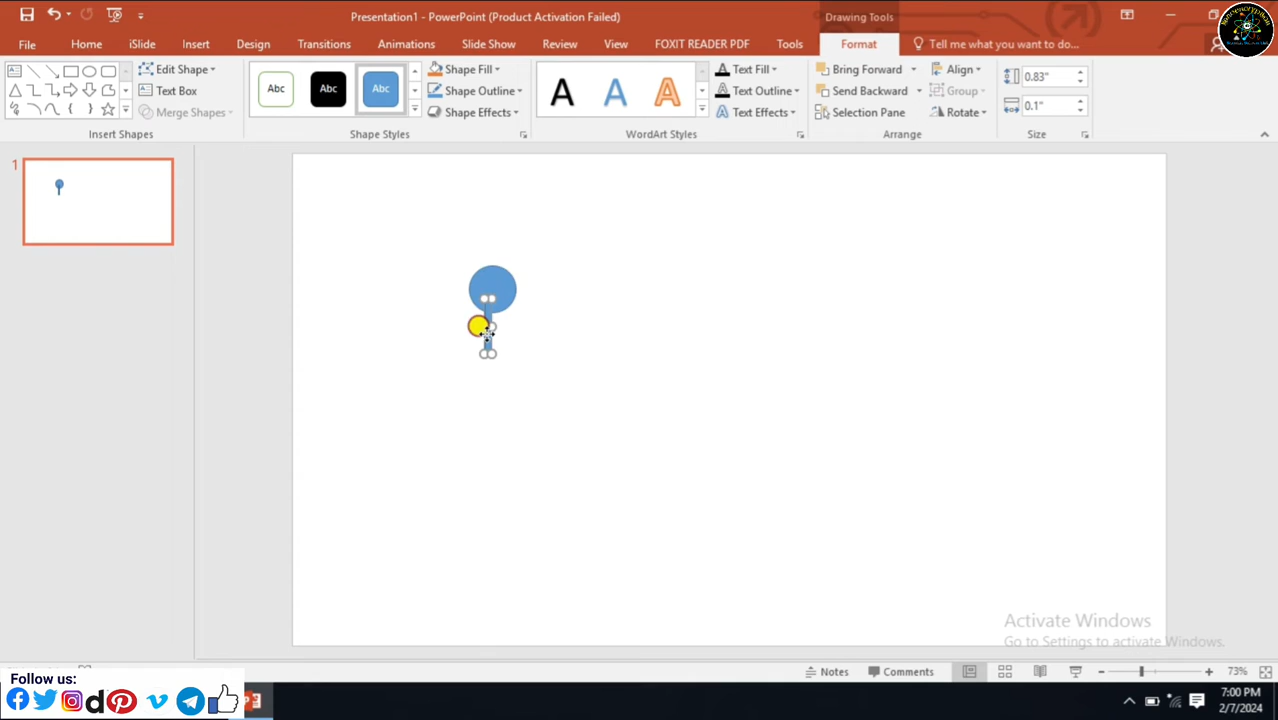 Presentation1 - PowerPoint (Product Activation Failed)
Drawing Tools
File
Home
iSlide
Insert
Design
Transitions
Animations
Slide Show
Review
View
FOXIT READER PDF
Tools
Format
Tell me what you want to do...
Edit Shape
Text Box
Merge Shapes
Insert Shapes
Abc
Abc
Abc
Shape Fill
Shape Outline
Shape Effects
Shape Styles
A
A
A
Text Fill
Text Outline
Text Effects
WordArt Styles
Bring Forward
Send Backward
Selection Pane
Align
Group
Rotate
Arrange
0.83"
0.1"
Size
1
Activate Windows
Go to Settings to activate Windows.
Notes
Comments
73%
Follow us:
7:00 PM
2/7/2024